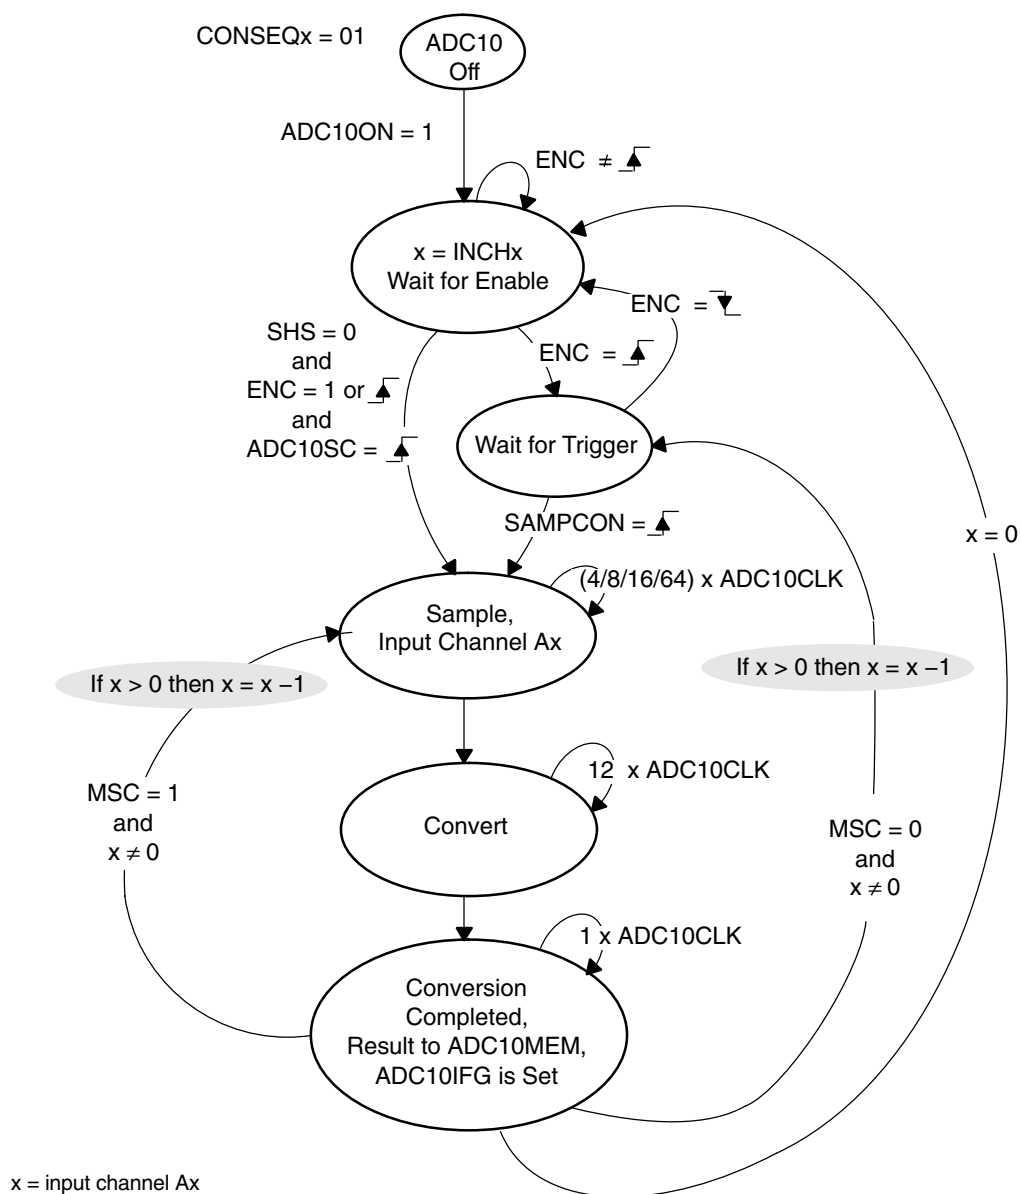 CONSEQx = 01
ADC10
Off
ADC10ON = 1
ENC ≠
x = INCHx
Wait for Enable
ENC =
SHS = 0
and
ENC = 1 or
and
ADC10SC =
ENC =
Wait for Trigger
SAMPCON =
x = 0
(4/8/16/64) x ADC10CLK
Sample,
Input Channel Ax
If x > 0 then x = x −1
If x > 0 then x = x −1
12 x ADC10CLK
MSC = 1
and
x ≠ 0
Convert
MSC = 0
and
x ≠ 0
1 x ADC10CLK
Conversion
Completed,
Result to ADC10MEM,
ADC10IFG is Set
x = input channel Ax